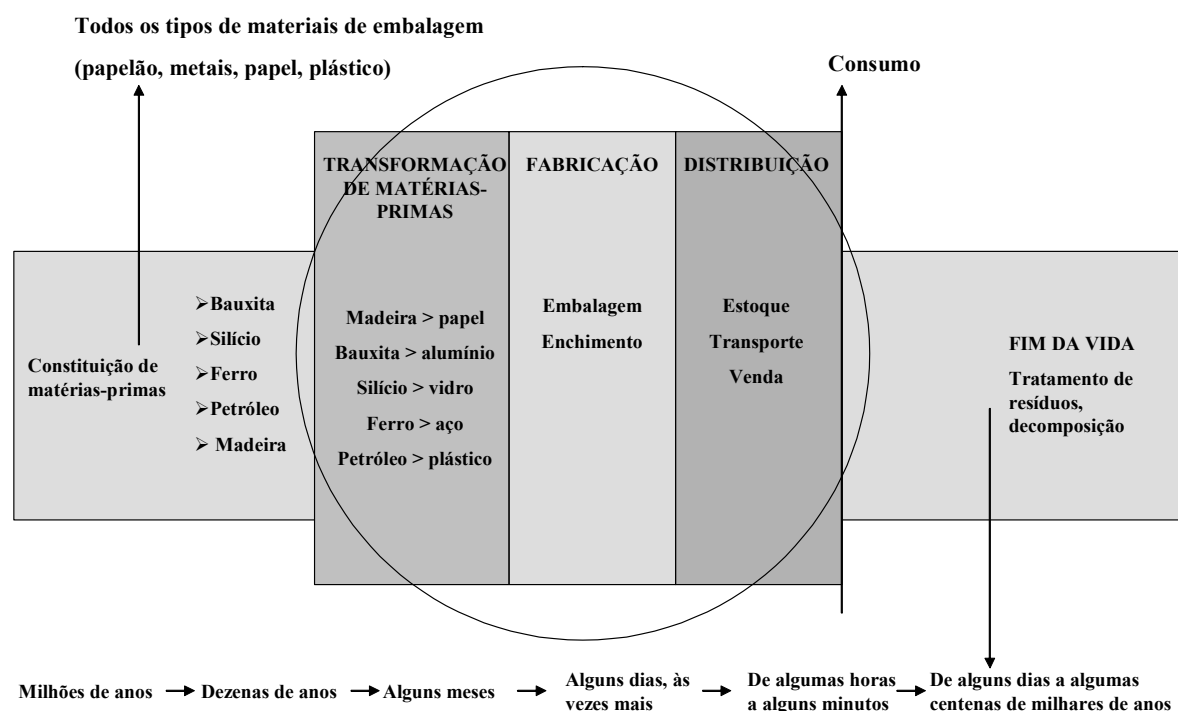 Todos os tipos de materiais de embalagem
(papelão, metais, papel, plástico)
Consumo
TRANSFORMAÇÃO
DE MATÉRIAS-
PRIMAS
FABRICAÇÃO
DISTRIBUIÇÃO
Constituição de
matérias-primas
➢Bauxita
➢Silício
➢Ferro
➢Petróleo
➢ Madeira
Madeira > papel
Bauxita > alumínio
Silício > vidro
Ferro > aço
Petróleo > plástico
Embalagem
Enchimento
Estoque
Transporte
Venda
FIM DA VIDA
Tratamento de
resíduos,
decomposição
Milhões de anos
Dezenas de anos
Alguns meses
Alguns dias, às
vezes mais
De algumas horas
a alguns minutos
De alguns dias a algumas
centenas de milhares de anos